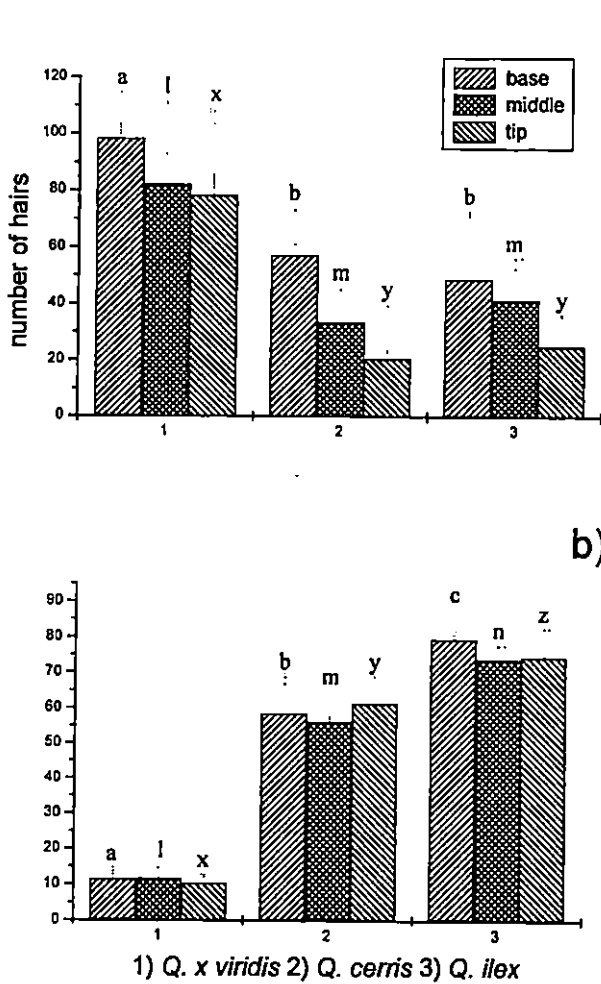 base
middle
tip
a l x
b m y
b m y
120
100
80
60
40
20
0
number of hairs
1 2 3
b)
90
80
70
60
50
40
30
20
10
0
a l x
b m y
c n z
1 2 3
1) Q. x viridis 2) Q. cerris 3) Q. ilex